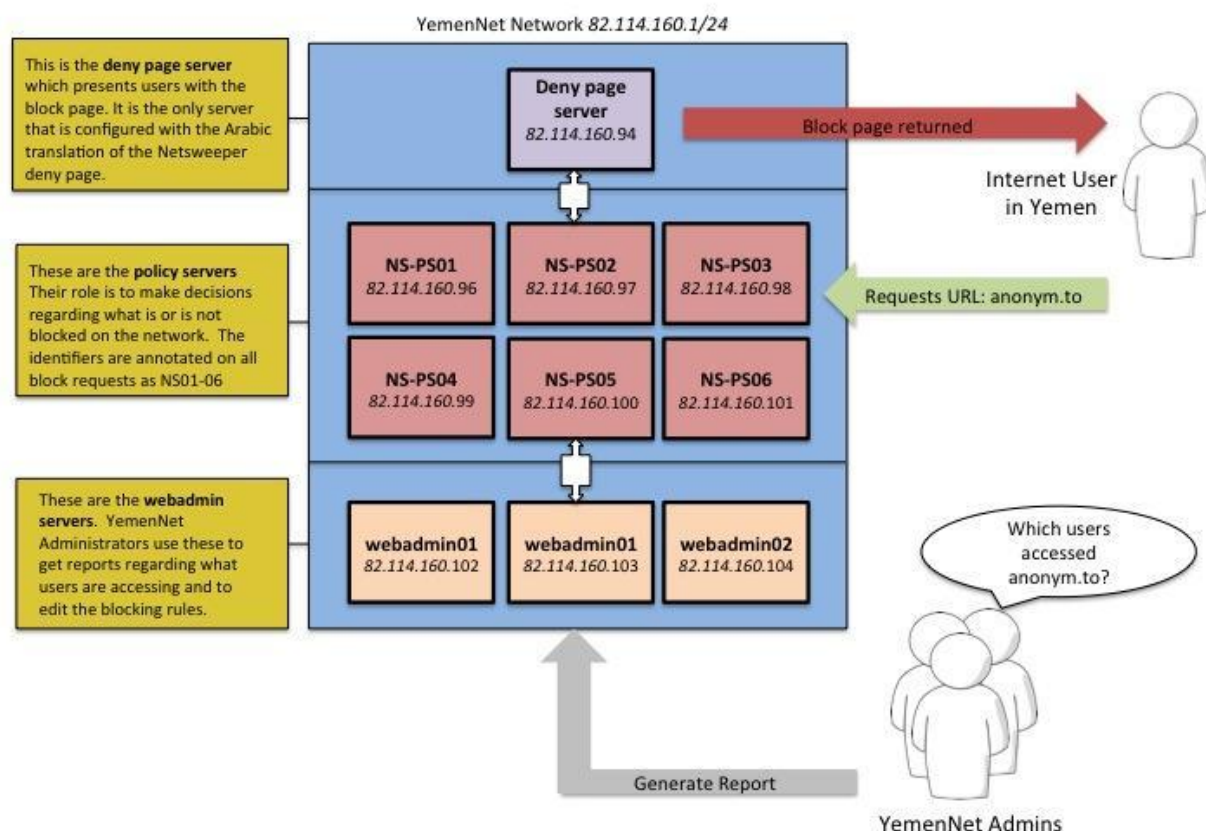 YemenNet Network 82.114.160.1/24
This is the deny page server
which presents users with the
block page. It is the only server
that is configured with the Arabic
translation of the Netsweeper
deny page.
Deny page
server
82.114.160.94
Block page returned
Internet User
in Yemen
These are the policy servers
Their role is to make decisions
regarding what is or is not
blocked on the network. The
identifiers are annotated on all
block requests as NS01-06
NS-PS01
82.114.160.96
NS-PS02
82.114.160.97
NS-PS03
82.114.160.98
Requests URL: anonym.to
NS-PS04
82.114.160.99
NS-PS05
82.114.160.100
NS-PS06
82.114.160.101
These are the webadmin
servers. YemenNet
Administrators use these to
get reports regarding what
users are accessing and to
edit the blocking rules.
webadmin01
82.114.160.102
webadmin01
82.114.160.103
webadmin02
82.114.160.104
Which users
accessed
anonym.to?
Generate Report
YemenNet Admins